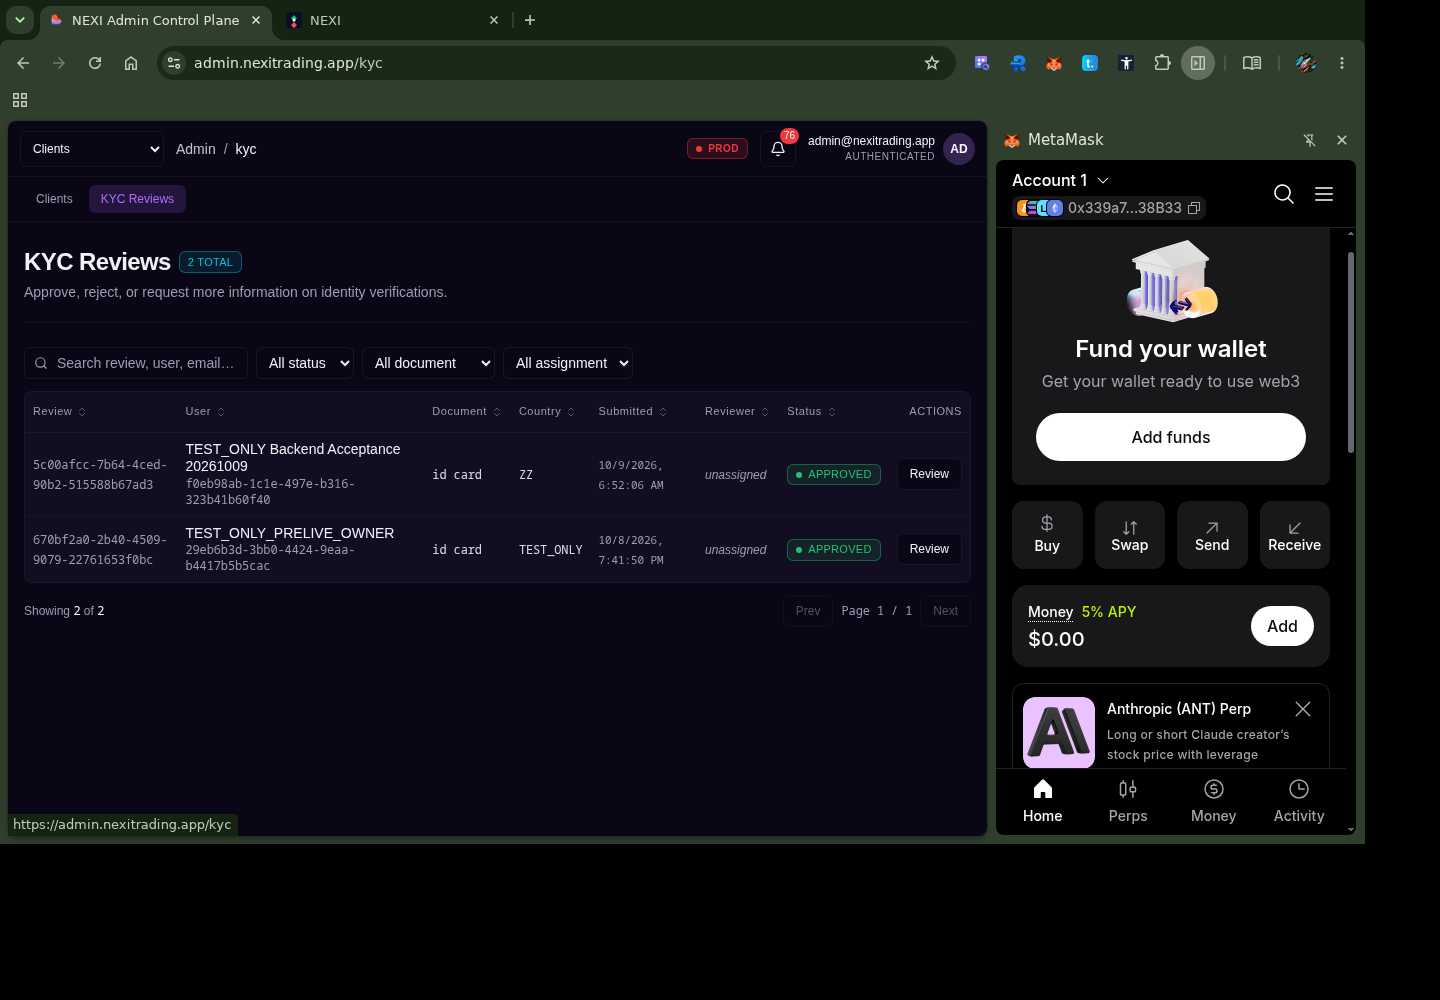 NEXI Admin Control Plane
NEXI
admin.nexitrading.app/kyc
Clients
Admin / kyc
PROD
76
admin@nexitrading.app
AUTHENTICATED
AD
Clients
KYC Reviews
KYC Reviews
2 TOTAL
Approve, reject, or request more information on identity verifications.
Search review, user, email…
All status
All document
All assignment
Review
User
Document
Country
Submitted
Reviewer
Status
ACTIONS
5c00afcc-7b64-4ced-
90b2-515588b67ad3
TEST_ONLY Backend Acceptance
20261009
f0eb98ab-1c1e-497e-b316-
323b41b60f40
id card
ZZ
10/9/2026,
6:52:06 AM
unassigned
APPROVED
Review
670bf2a0-2b40-4509-
9079-22761653f0bc
TEST_ONLY_PRELIVE_OWNER
29eb6b3d-3bb0-4424-9eaa-
b4417b5b5cac
id card
TEST_ONLY
10/8/2026,
7:41:50 PM
unassigned
APPROVED
Review
Showing 2 of 2
Prev
Page 1 / 1
Next
https://admin.nexitrading.app/kyc
MetaMask
Account 1
0x339a7...38B33
Fund your wallet
Get your wallet ready to use web3
Add funds
Buy
Swap
Send
Receive
Money 5% APY
$0.00
Add
Anthropic (ANT) Perp
Long or short Claude creator’s
stock price with leverage
Home
Perps
Money
Activity